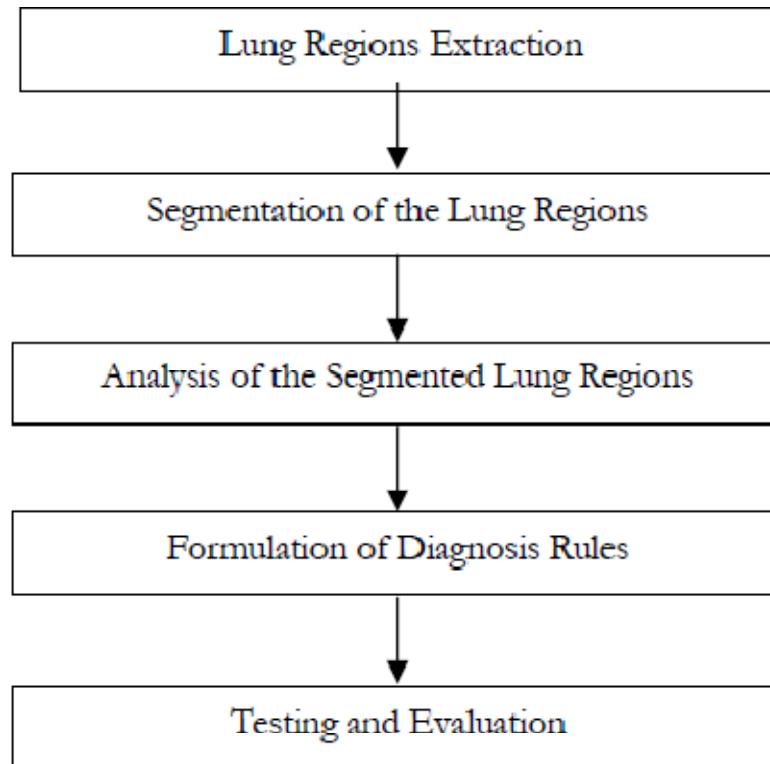 Lung Regions Extraction
Segmentation of the Lung Regions
Analysis of the Segmented Lung Regions
Formulation of Diagnosis Rules
Testing and Evaluation